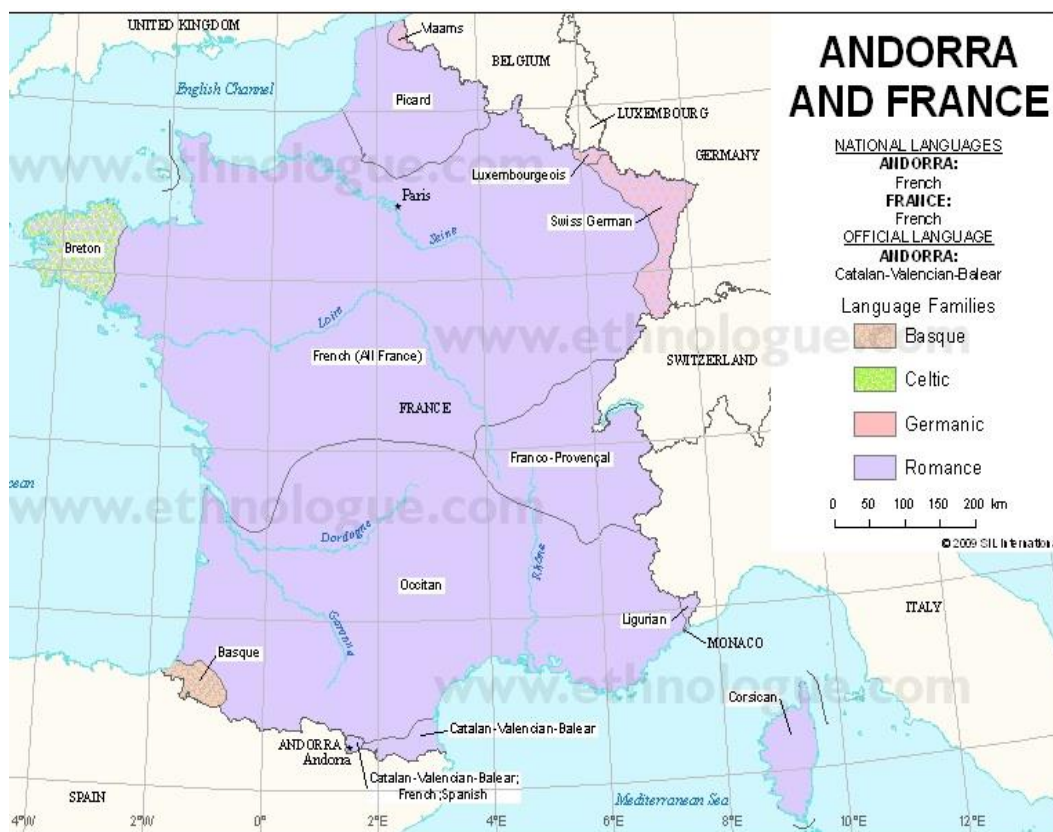 UNITED KINGDOM
Vlaams
BELGIUM
English Channel
Picard
LUXEMBOURG
GERMANY
www.ethnologue.com
Luxembourgeois
Paris
Swiss German
Seine
Breton
Loire
www.ethnologue.com
French (All France)
SWITZERLAND
FRANCE
Franco-Provençal
www.ethnologue.com
Dordogne
Rhône
Occitan
Garonne
Ligurian
ITALY
MONACO
Basque
www.ethnologue.com
Corsican
Catalan-Valencian-Balear
ANDORRA
Andorra
Catalan-Valencian-Balear;
French;Spanish
SPAIN
Mediterranean Sea
4°W
2°W
0°
2°E
4°E
6°E
8°E
10°E
12°E
ANDORRA
AND FRANCE
NATIONAL LANGUAGES
ANDORRA:
French
FRANCE:
French
OFFICIAL LANGUAGE
ANDORRA:
Catalan-Valencian-Balear
Language Families
Basque
Celtic
Germanic
Romance
0 50 100 150 200 km
© 2009 SIL Internationa